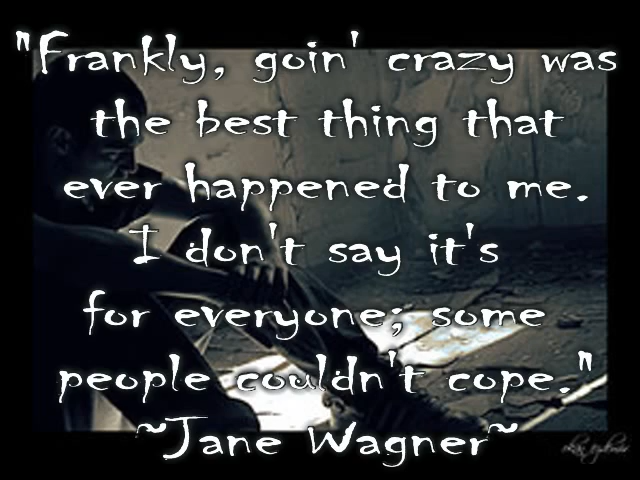 "Frankly, goin' crazy was
the best thing that
ever happened to me.
I don't say it's
for everyone; some
people couldn't cope."
~Jane Wagner~